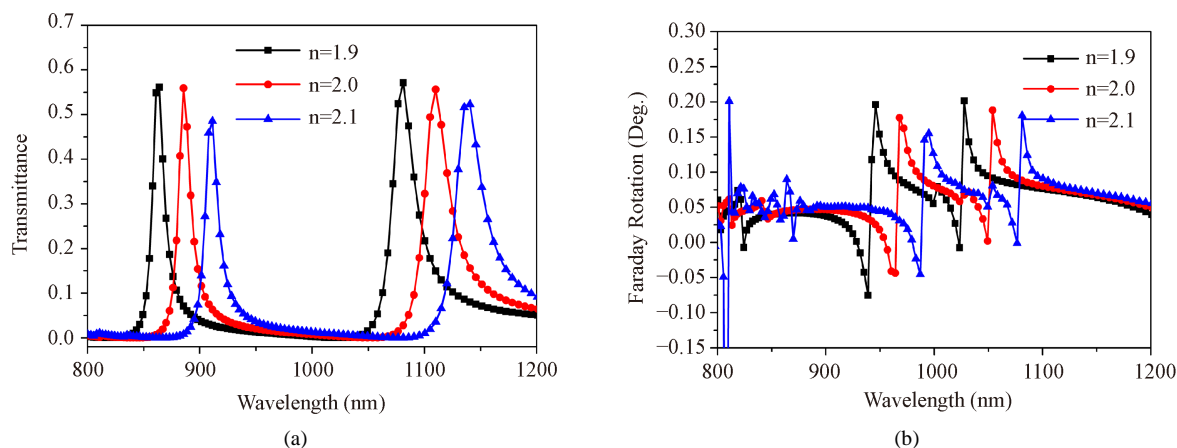 0.7
0.6
0.5
0.4
0.3
0.2
0.1
0.0
Transmittance
n=1.9
n=2.0
n=2.1
800 900 1000 1100 1200
Wavelength (nm)
(a)
0.30
0.25
0.20
0.15
0.10
0.05
0.00
−0.05
−0.10
−0.15
Faraday Rotation (Deg.)
n=1.9
n=2.0
n=2.1
800 900 1000 1100 1200
Wavelength (nm)
(b)